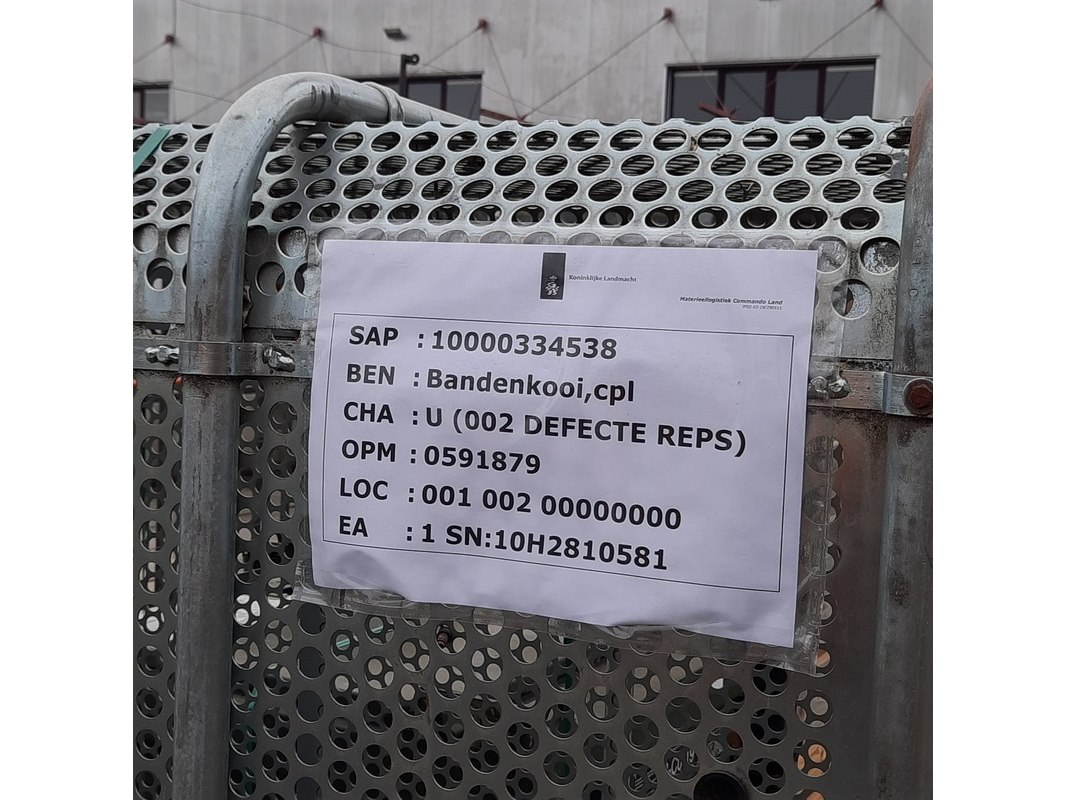 Koninklijke Landmacht
Materieellogistiek Commando Land
SAP : 10000334538
BEN : Bandenkooi,cpl
CHA : U (002 DEFECTE REPS)
OPM : 0591879
LOC : 001 002 00000000
EA : 1 SN:10H2810581